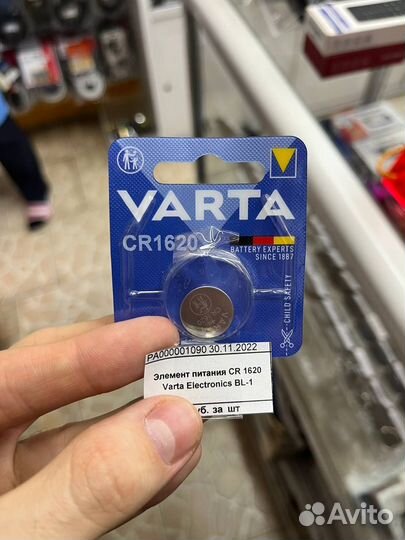 VARTA
CR1620
BATTERY EXPERTS
SINCE 1887
CHILD SAFETY
PA000001090 30.11.2022
Элемент питания CR 1620
Varta Electronics BL-1
уб. за шт
Avito